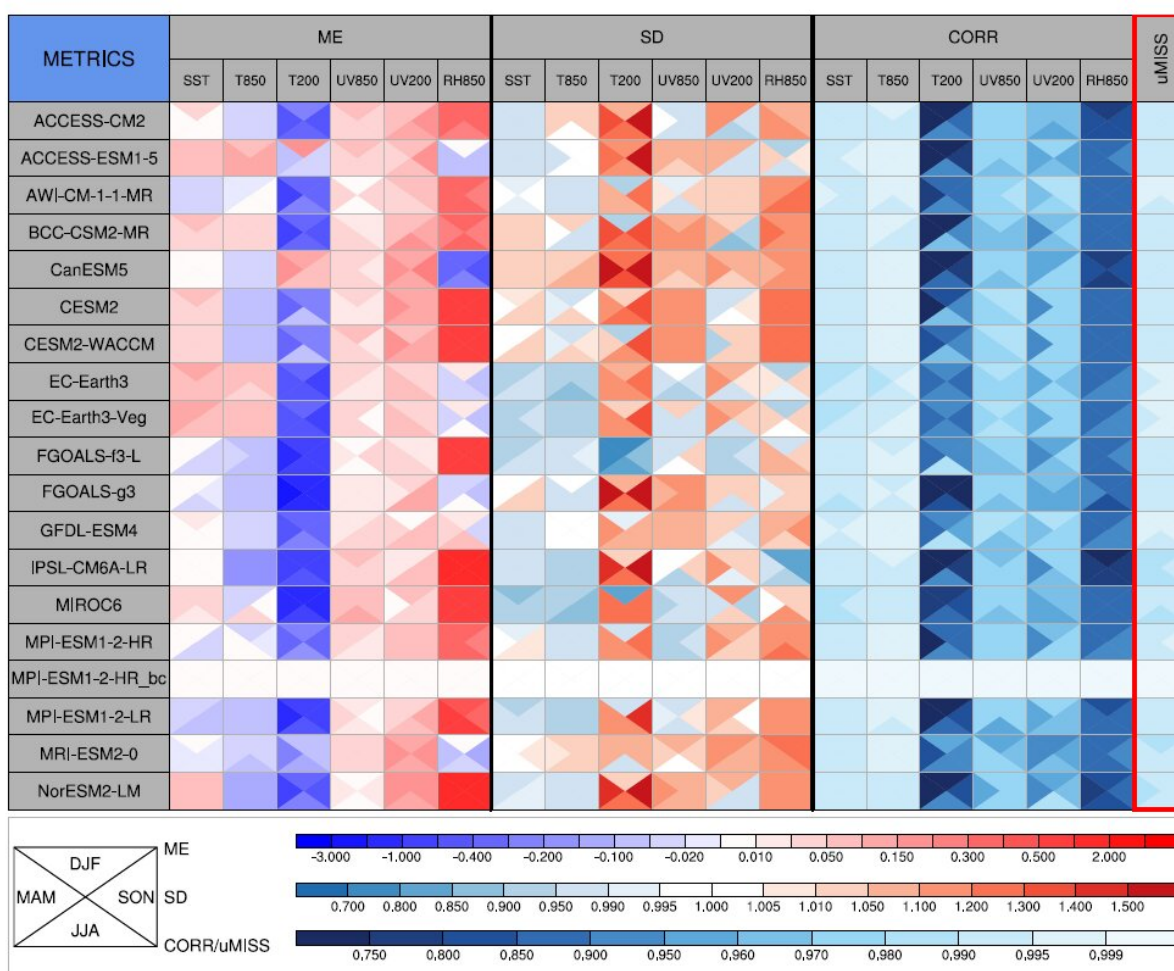 METRICS ME SD CORR uMISS
SST T850 T200 UV850 UV200 RH850 SST T850 T200 UV850 UV200 RH850 SST T850 T200 UV850 UV200 RH850
ACCESS-CM2
ACCESS-ESM1-5
AWI-CM-1-1-MR
BCC-CSM2-MR
CanESM5
CESM2
CESM2-WACCM
EC-Earth3
EC-Earth3-Veg
FGOALS-f3-L
FGOALS-g3
GFDL-ESM4
IPSL-CM6A-LR
MIROC6
MPI-ESM1-2-HR
MPI-ESM1-2-HR_bc
MPI-ESM1-2-LR
MRI-ESM2-0
NorESM2-LM
DJF
MAM SON
JJA
ME
-3.000 -1.000 -0.400 -0.200 -0.100 -0.020 0.010 0.050 0.150 0.300 0.500 2.000
SD
0.700 0.800 0.850 0.900 0.950 0.990 0.995 1.000 1.005 1.010 1.050 1.100 1.200 1.300 1.400 1.500
CORR/uMISS
0.750 0.800 0.850 0.900 0.950 0.960 0.970 0.980 0.990 0.995 0.999